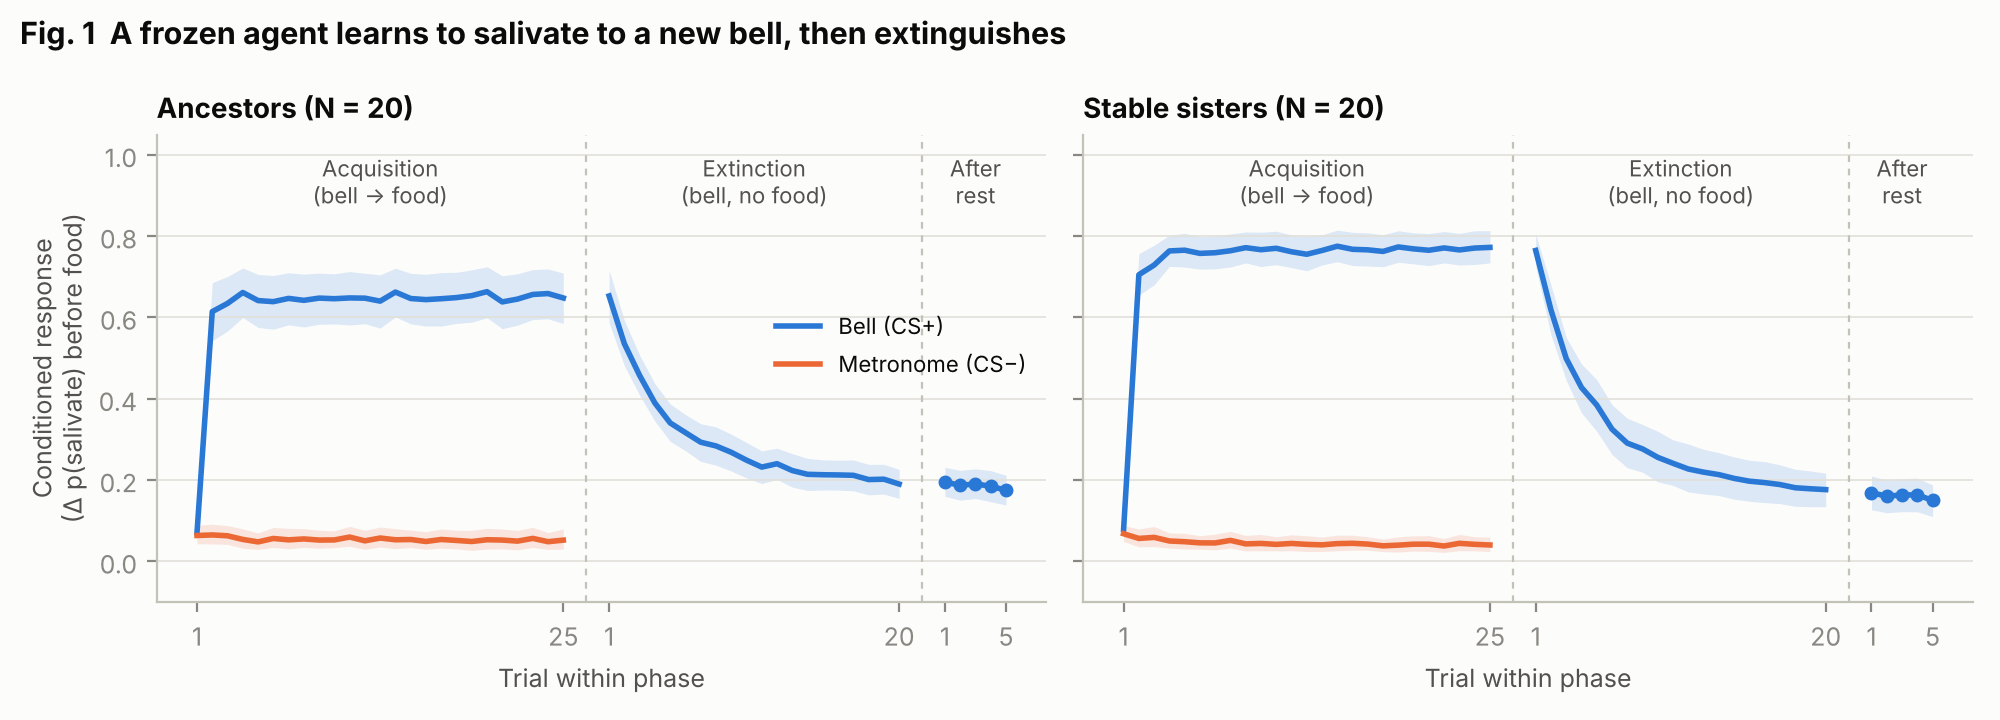 Fig. 1 A frozen agent learns to salivate to a new bell, then extinguishes
Ancestors (N = 20)
Acquisition
(bell → food)
Extinction
(bell, no food)
After
rest
Conditioned response
(Δ p(salivate) before food)
1.0
0.8
0.6
0.4
0.2
0.0
Bell (CS+)
Metronome (CS−)
1
25
1
20
1
5
Trial within phase
Stable sisters (N = 20)
Acquisition
(bell → food)
Extinction
(bell, no food)
After
rest
1
25
1
20
1
5
Trial within phase